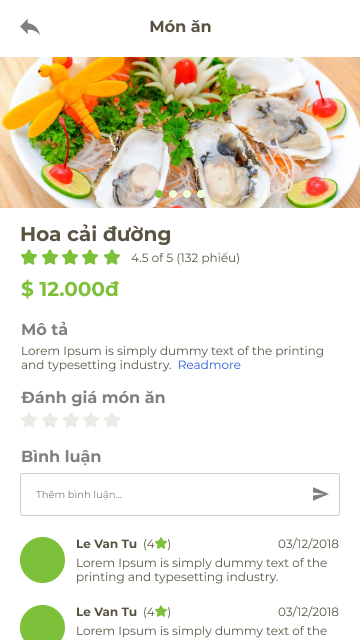 Món ăn
Hoa cải đường
4.5 of 5 (132 phiếu)
$ 12.000đ
Mô tả
Lorem Ipsum is simply dummy text of the printing
and typesetting industry. Readmore
Đánh giá món ăn
Bình luận
Thêm bình luận...
Le Van Tu (4★) 03/12/2018
Lorem Ipsum is simply dummy text of the
printing and typesetting industry.
Le Van Tu (4★) 03/12/2018
Lorem Ipsum is simply dummy text of the